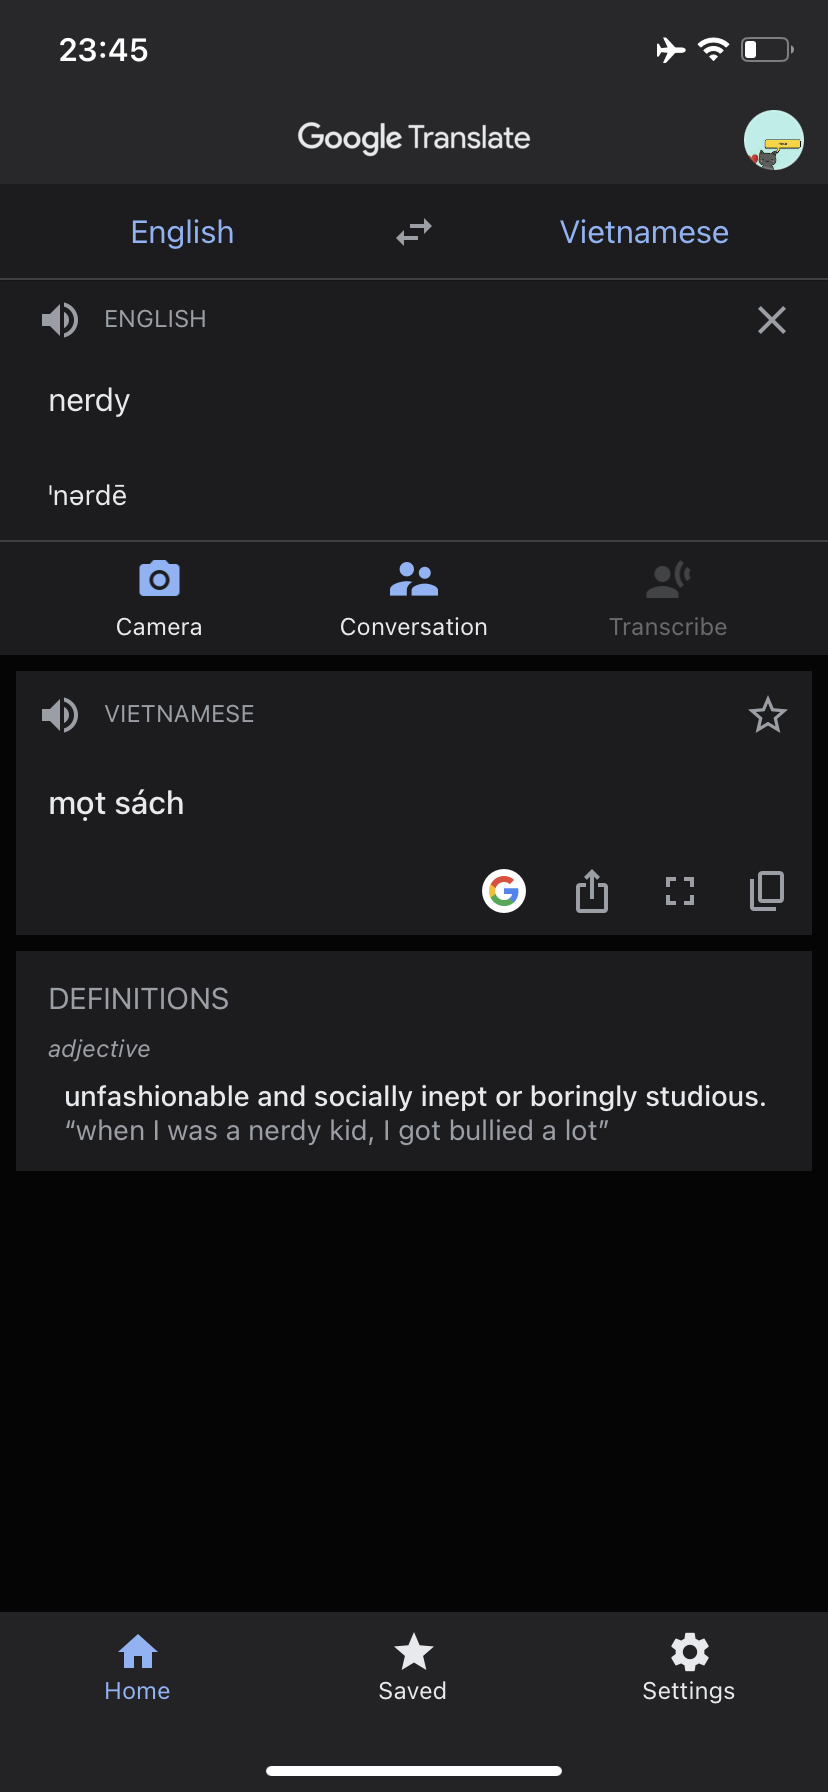 23:45
Google Translate
English
Vietnamese
ENGLISH
nerdy
ˈnərdē
Camera
Conversation
Transcribe
VIETNAMESE
mọt sách
DEFINITIONS
adjective
unfashionable and socially inept or boringly studious.
“when I was a nerdy kid, I got bullied a lot”
Home
Saved
Settings